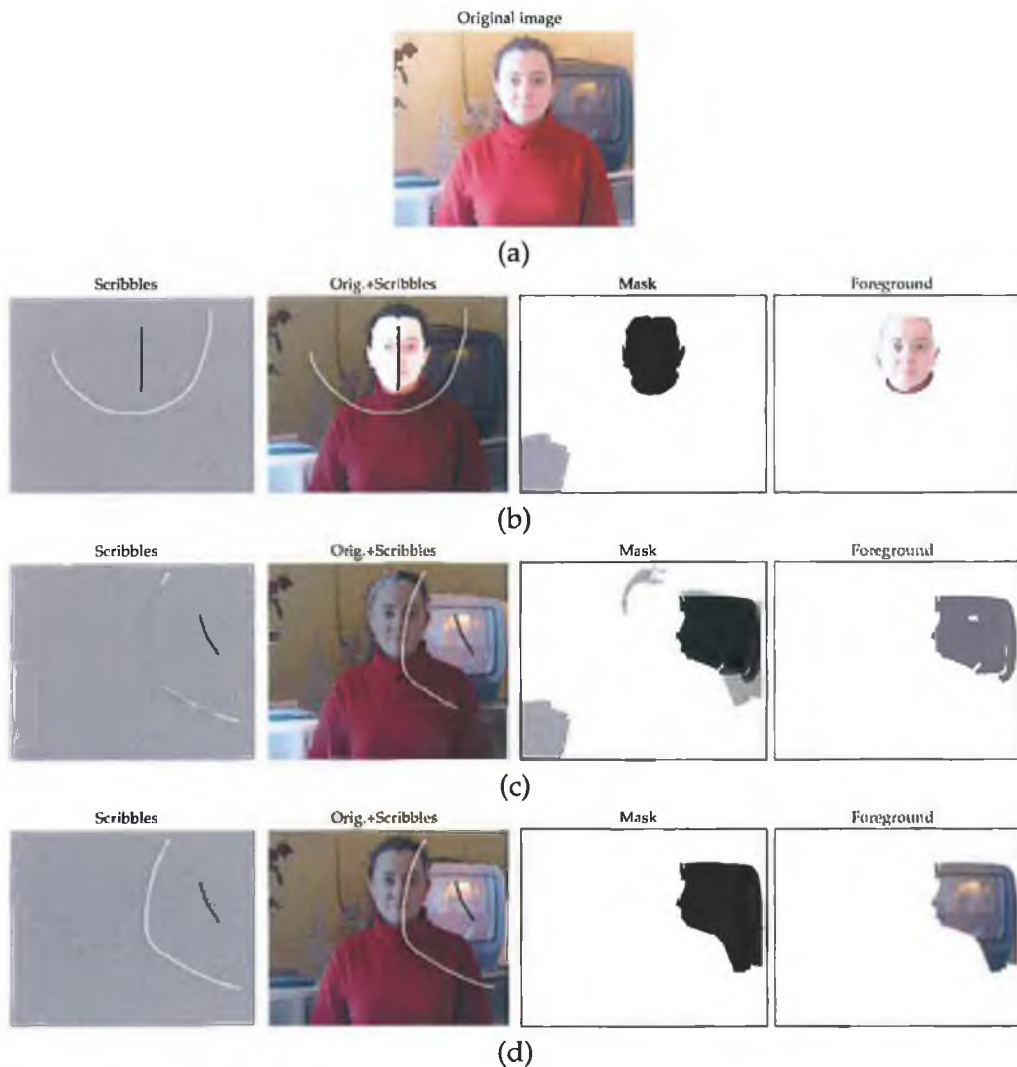 Original image
(a)
Scribbles Orig.+Scribbles Mask Foreground
(b)
Scribbles Orig.+Scribbles Mask Foreground
(c)
Scribbles Orig.+Scribbles Mask Foreground
(d)